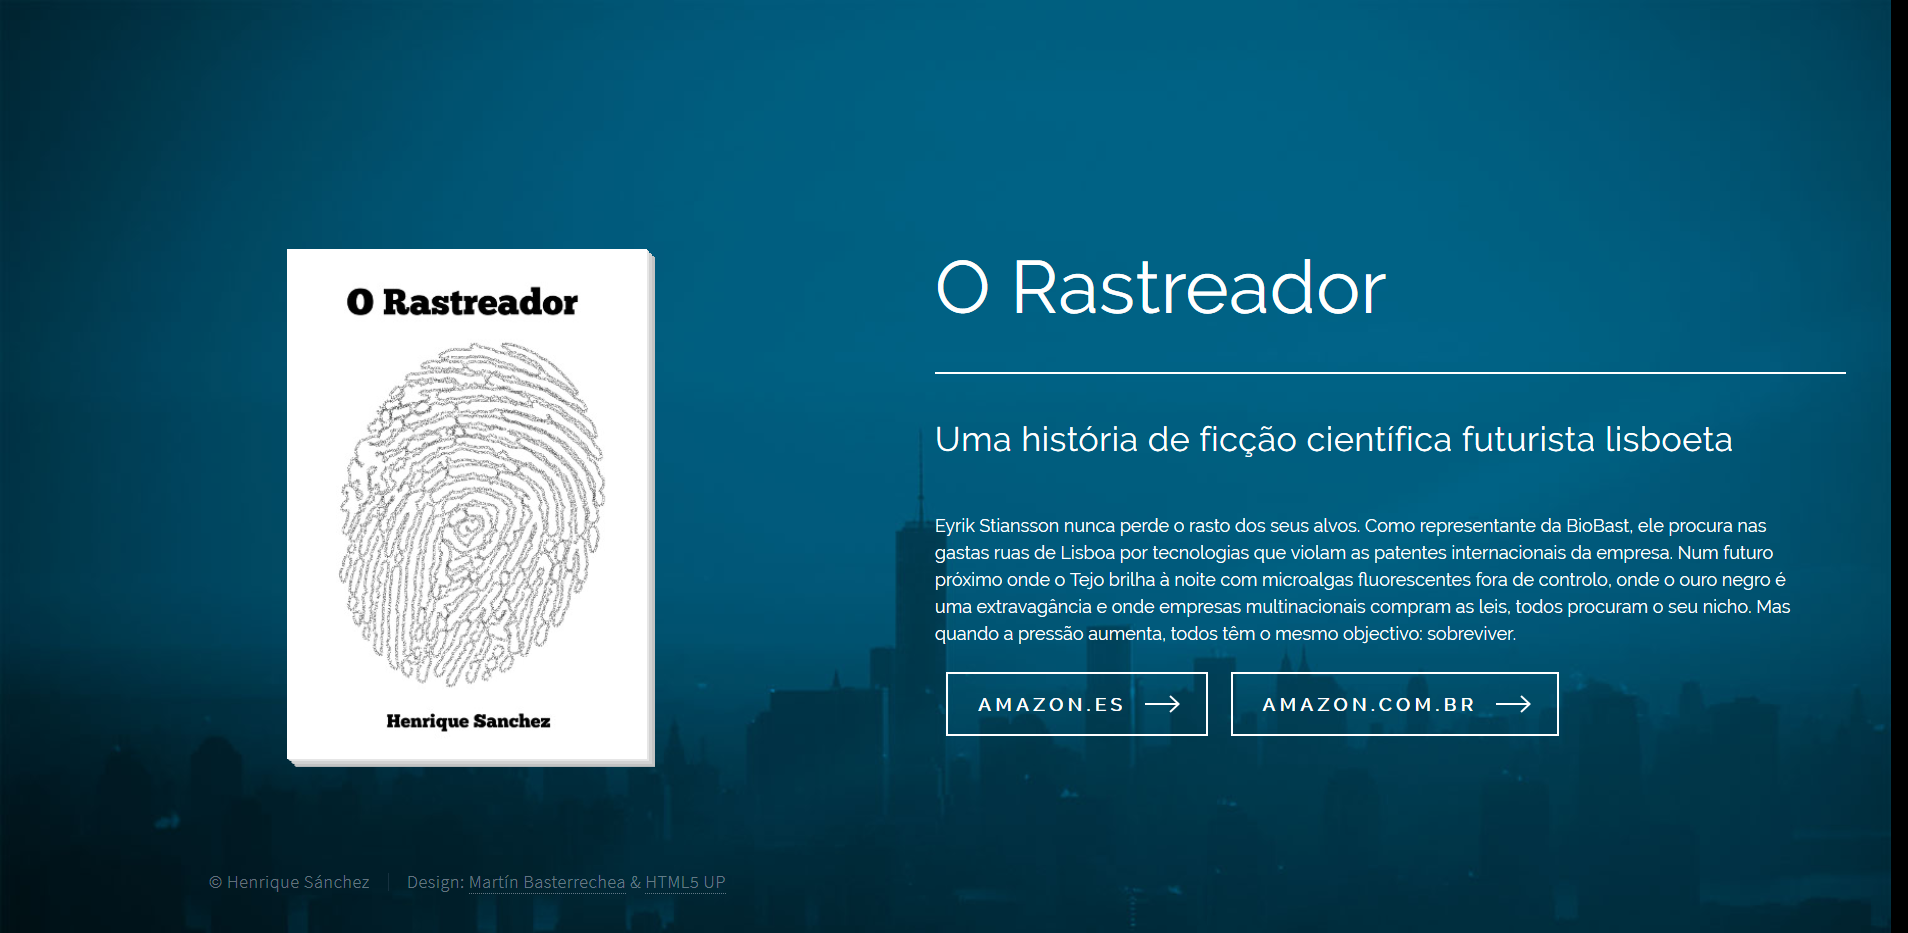 O Rastreador
Henrique Sanchez
O Rastreador
Uma história de ficção científica futurista lisboeta
Eyrik Stiansson nunca perde o rasto dos seus alvos. Como representante da BioBast, ele procura nas
gastas ruas de Lisboa por tecnologias que violam as patentes internacionais da empresa. Num futuro
próximo onde o Tejo brilha à noite com microalgas fluorescentes fora de controlo, onde o ouro negro é
uma extravagância e onde empresas multinacionais compram as leis, todos procuram o seu nicho. Mas
quando a pressão aumenta, todos têm o mesmo objectivo: sobreviver.
AMAZON.ES → AMAZON.COM.BR →
© Henrique Sánchez | Design: Martín Basterrechea & HTML5 UP